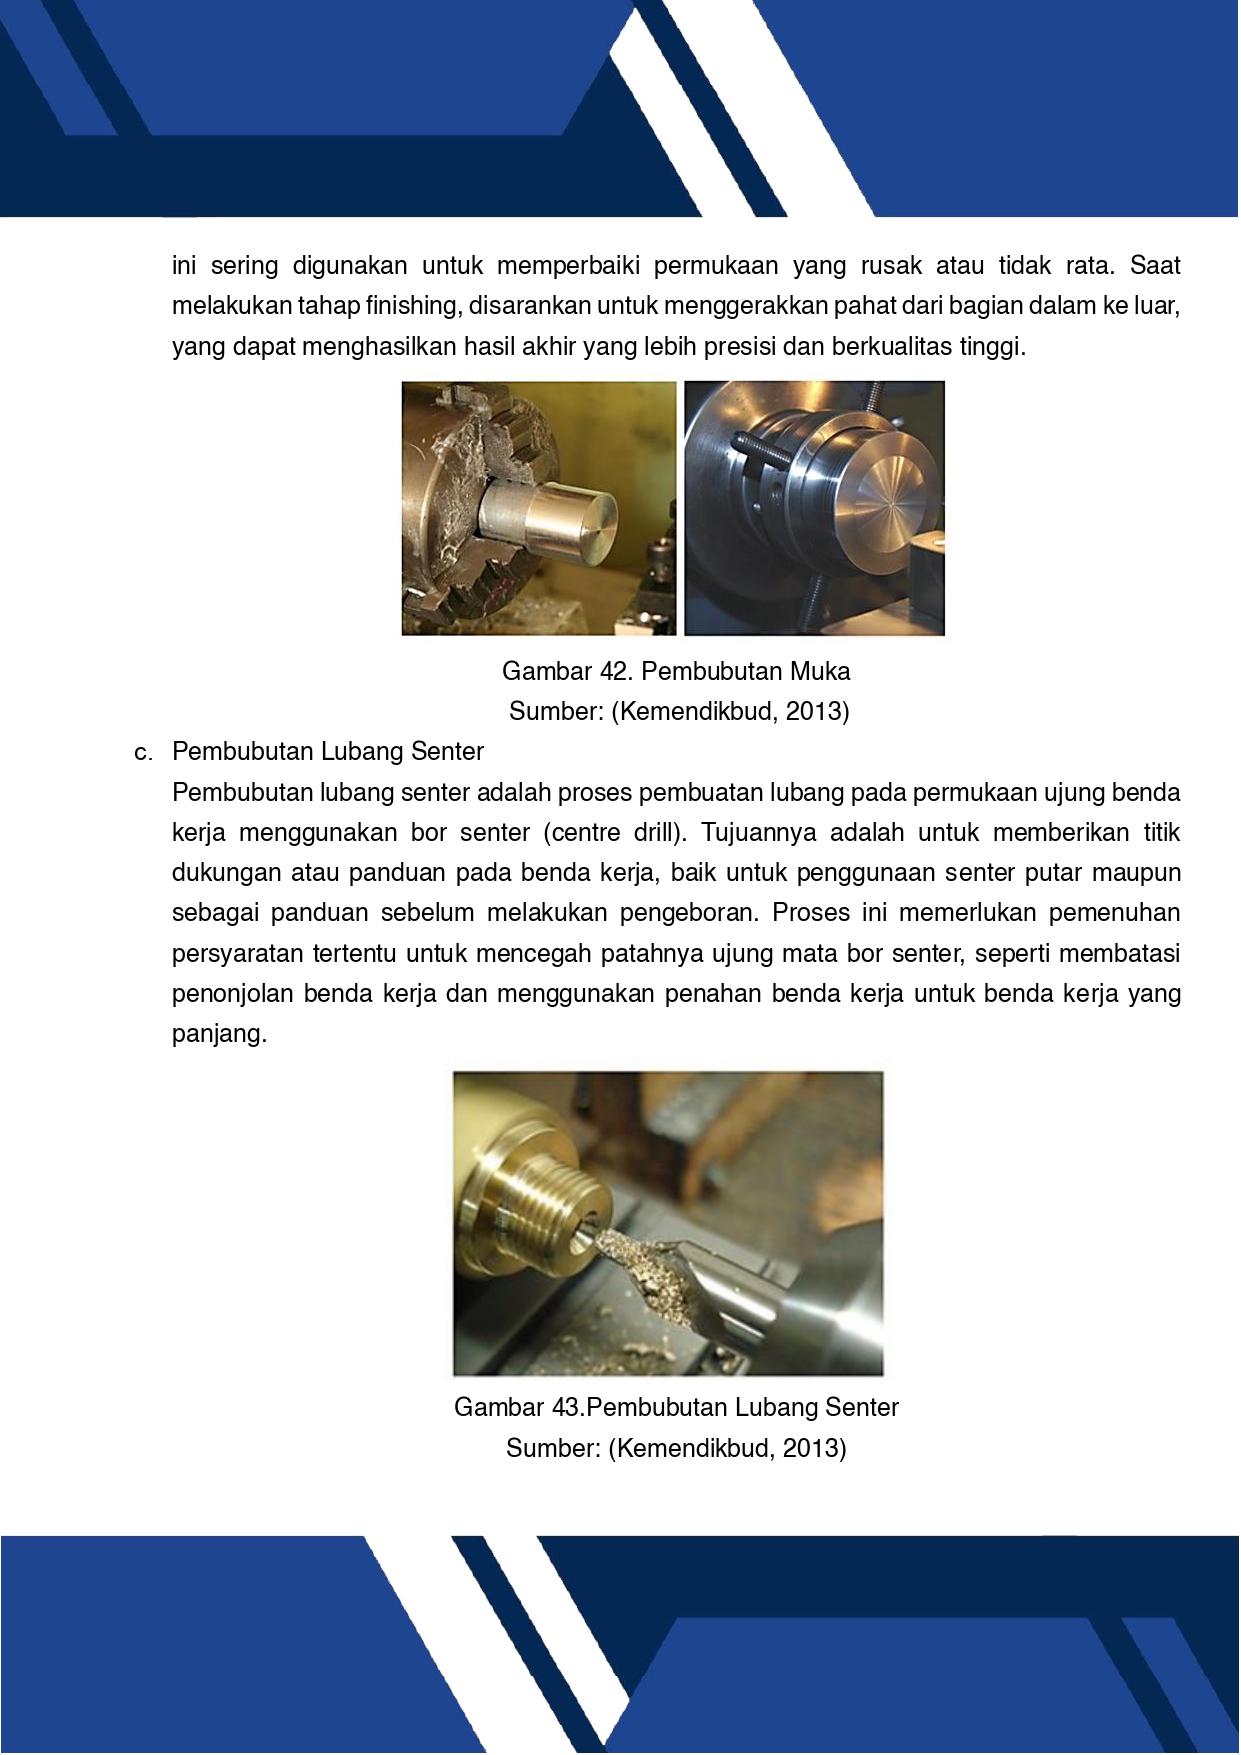 ini sering digunakan untuk memperbaiki permukaan yang rusak atau tidak rata. Saat
melakukan tahap finishing, disarankan untuk menggerakkan pahat dari bagian dalam ke luar,
yang dapat menghasilkan hasil akhir yang lebih presisi dan berkualitas tinggi.
Gambar 42. Pembubutan Muka
Sumber: (Kemendikbud, 2013)
c. Pembubutan Lubang Senter
Pembubutan lubang senter adalah proses pembuatan lubang pada permukaan ujung benda
kerja menggunakan bor senter (centre drill). Tujuannya adalah untuk memberikan titik
dukungan atau panduan pada benda kerja, baik untuk penggunaan senter putar maupun
sebagai panduan sebelum melakukan pengeboran. Proses ini memerlukan pemenuhan
persyaratan tertentu untuk mencegah patahnya ujung mata bor senter, seperti membatasi
penonjolan benda kerja dan menggunakan penahan benda kerja untuk benda kerja yang
panjang.
Gambar 43.Pembubutan Lubang Senter
Sumber: (Kemendikbud, 2013)